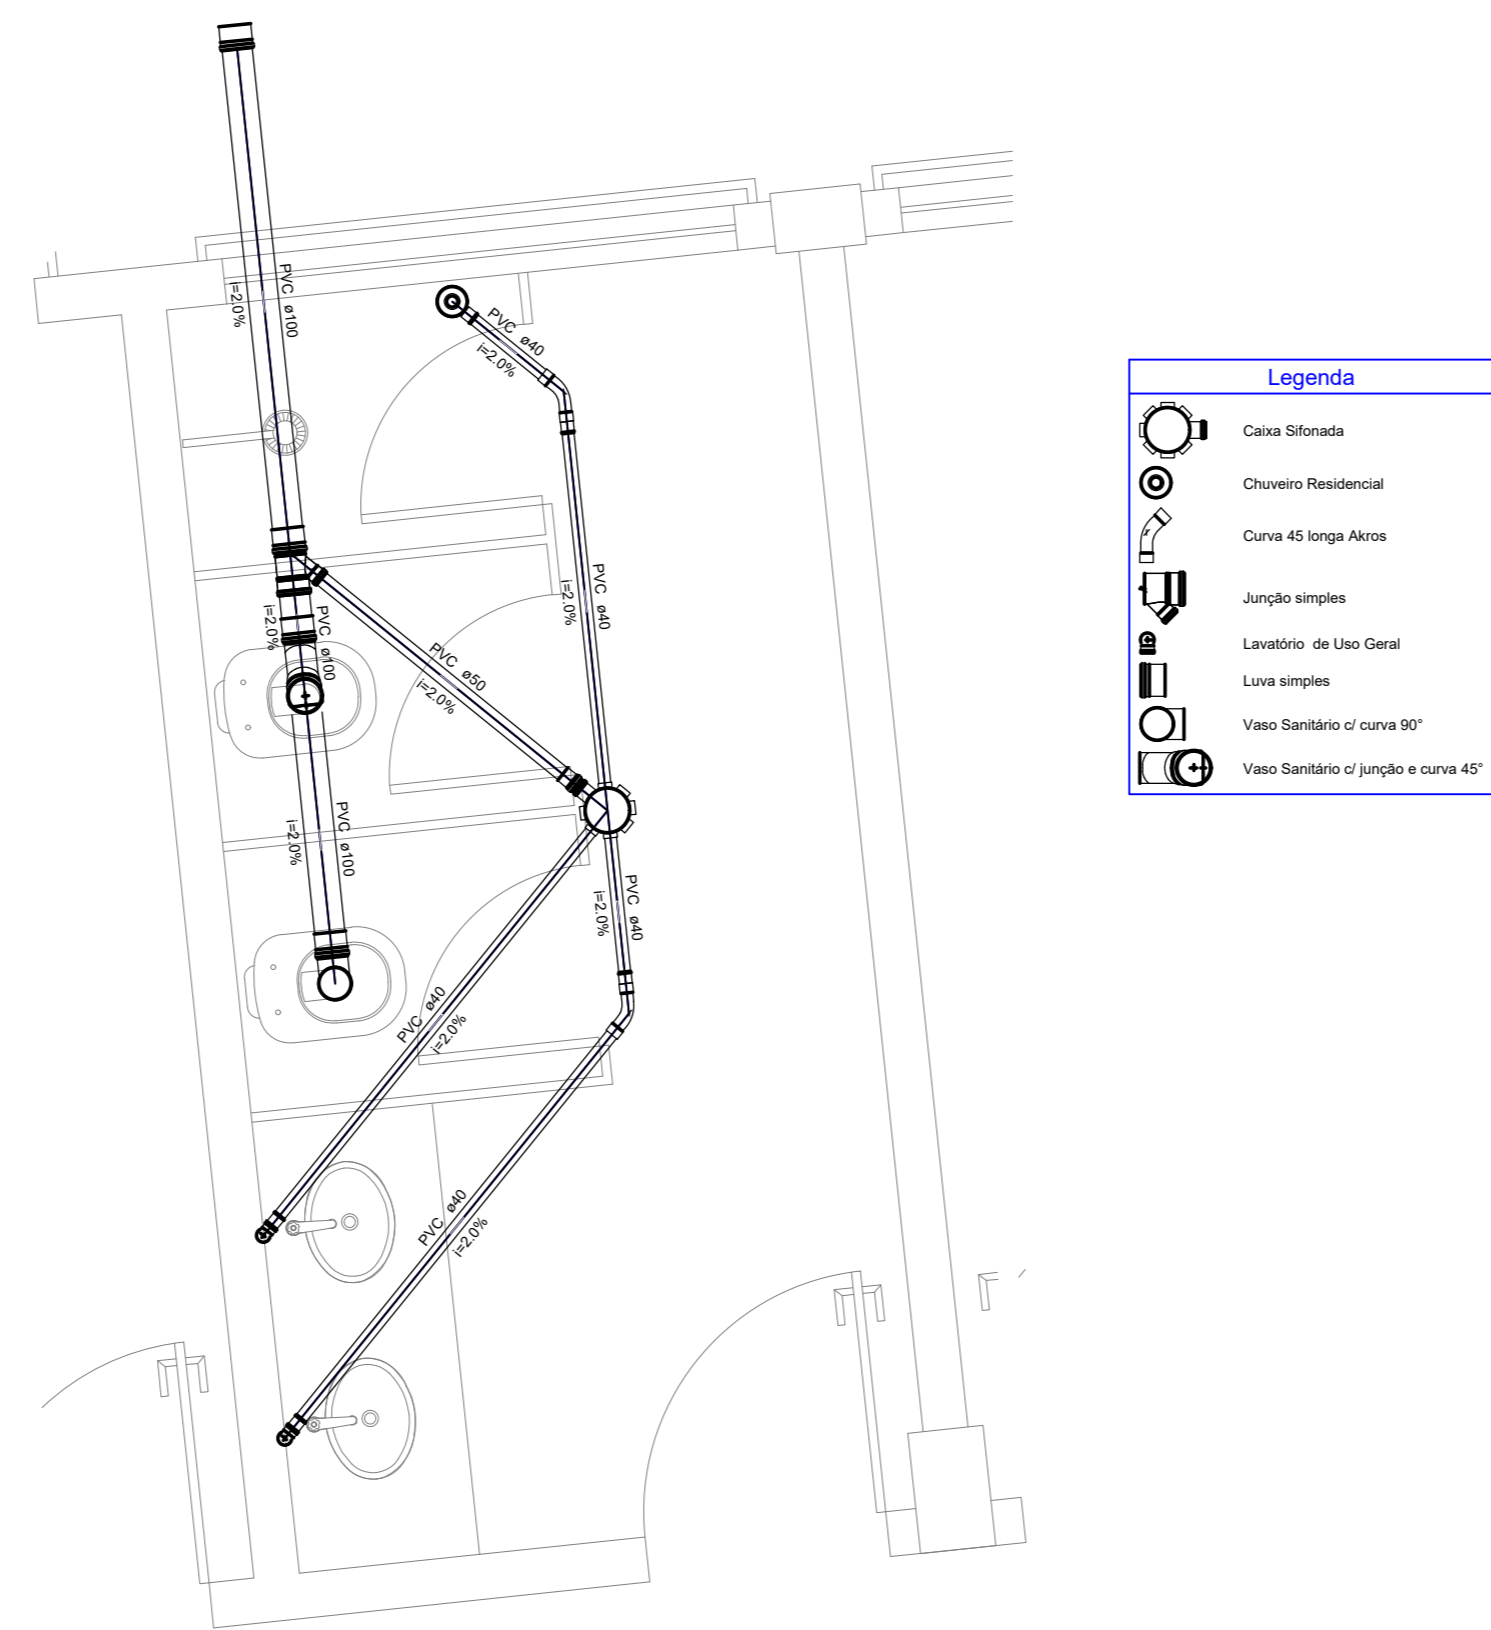 PVC ø100
i=2.0%
PVC ø40
i=2.0%
PVC ø40
i=2.0%
PVC ø100
i=2.0%
PVC ø50
i=2.0%
PVC ø100
i=2.0%
PVC ø40
i=2.0%
PVC ø40
i=2.0%
PVC ø40
i=2.0%
Legenda
Caixa Sifonada
Chuveiro Residencial
Curva 45 longa Akros
Junção simples
Lavatório de Uso Geral
Luva simples
Vaso Sanitário c/ curva 90°
Vaso Sanitário c/ junção e curva 45°